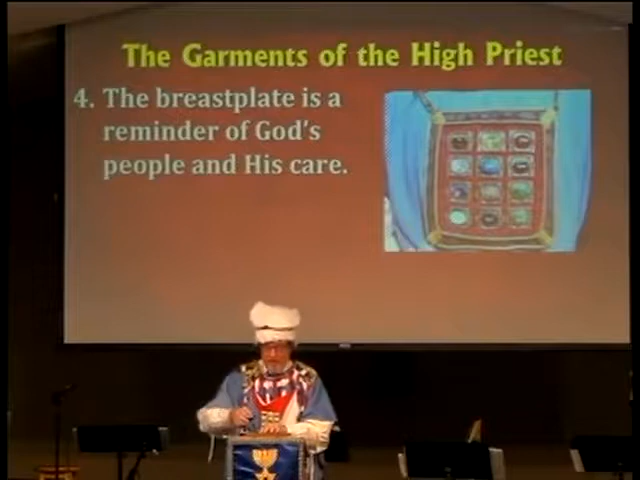 The Garments of the High Priest
4. The breastplate is a
reminder of God's
people and His care.